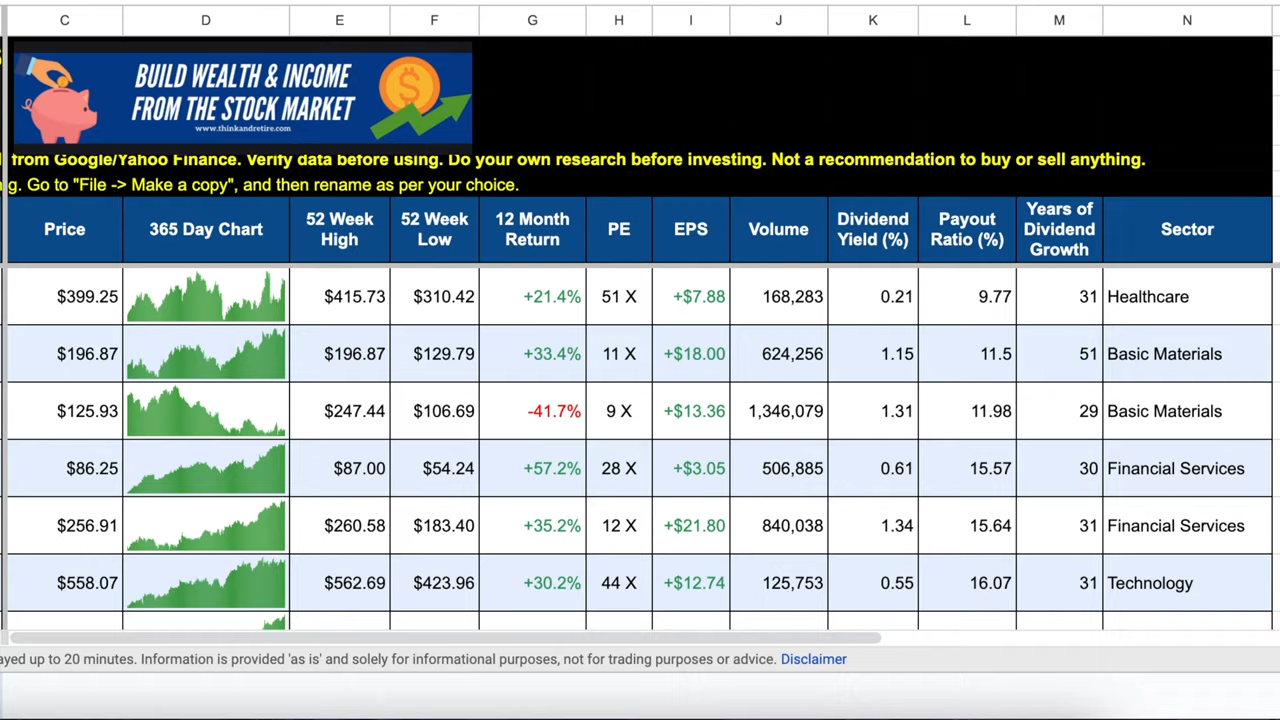 C D E F G H I J K L M N
BUILD WEALTH & INCOME
FROM THE STOCK MARKET
www.thinkandretire.com
from Google/Yahoo Finance. Verify data before using. Do your own research before investing. Not a recommendation to buy or sell anything.
g. Go to "File -> Make a copy", and then rename as per your choice.
Price 365 Day Chart 52 Week High 52 Week Low 12 Month Return PE EPS Volume Dividend Yield (%) Payout Ratio (%) Years of Dividend Growth Sector
$399.25 $415.73 $310.42 +21.4% 51 X +$7.88 168,283 0.21 9.77 31 Healthcare
$196.87 $196.87 $129.79 +33.4% 11 X +$18.00 624,256 1.15 11.5 51 Basic Materials
$125.93 $247.44 $106.69 -41.7% 9 X +$13.36 1,346,079 1.31 11.98 29 Basic Materials
$86.25 $87.00 $54.24 +57.2% 28 X +$3.05 506,885 0.61 15.57 30 Financial Services
$256.91 $260.58 $183.40 +35.2% 12 X +$21.80 840,038 1.34 15.64 31 Financial Services
$558.07 $562.69 $423.96 +30.2% 44 X +$12.74 125,753 0.55 16.07 31 Technology
ayed up to 20 minutes. Information is provided 'as is' and solely for informational purposes, not for trading purposes or advice. Disclaimer